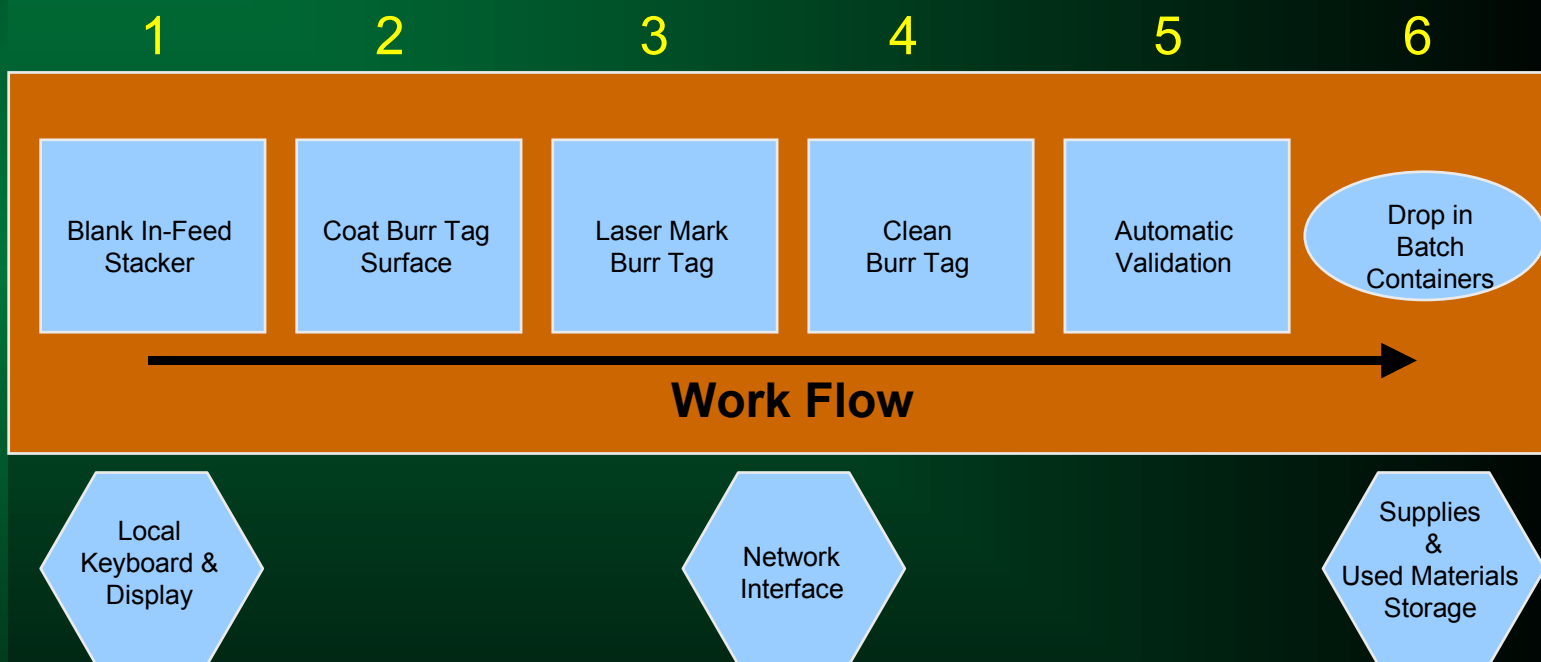 1 2 3 4 5 6
Blank In-Feed
Stacker
Coat Burr Tag
Surface
Laser Mark
Burr Tag
Clean
Burr Tag
Automatic
Validation
Drop in
Batch
Containers
Work Flow
Local
Keyboard &
Display
Network
Interface
Supplies
&
Used Materials
Storage